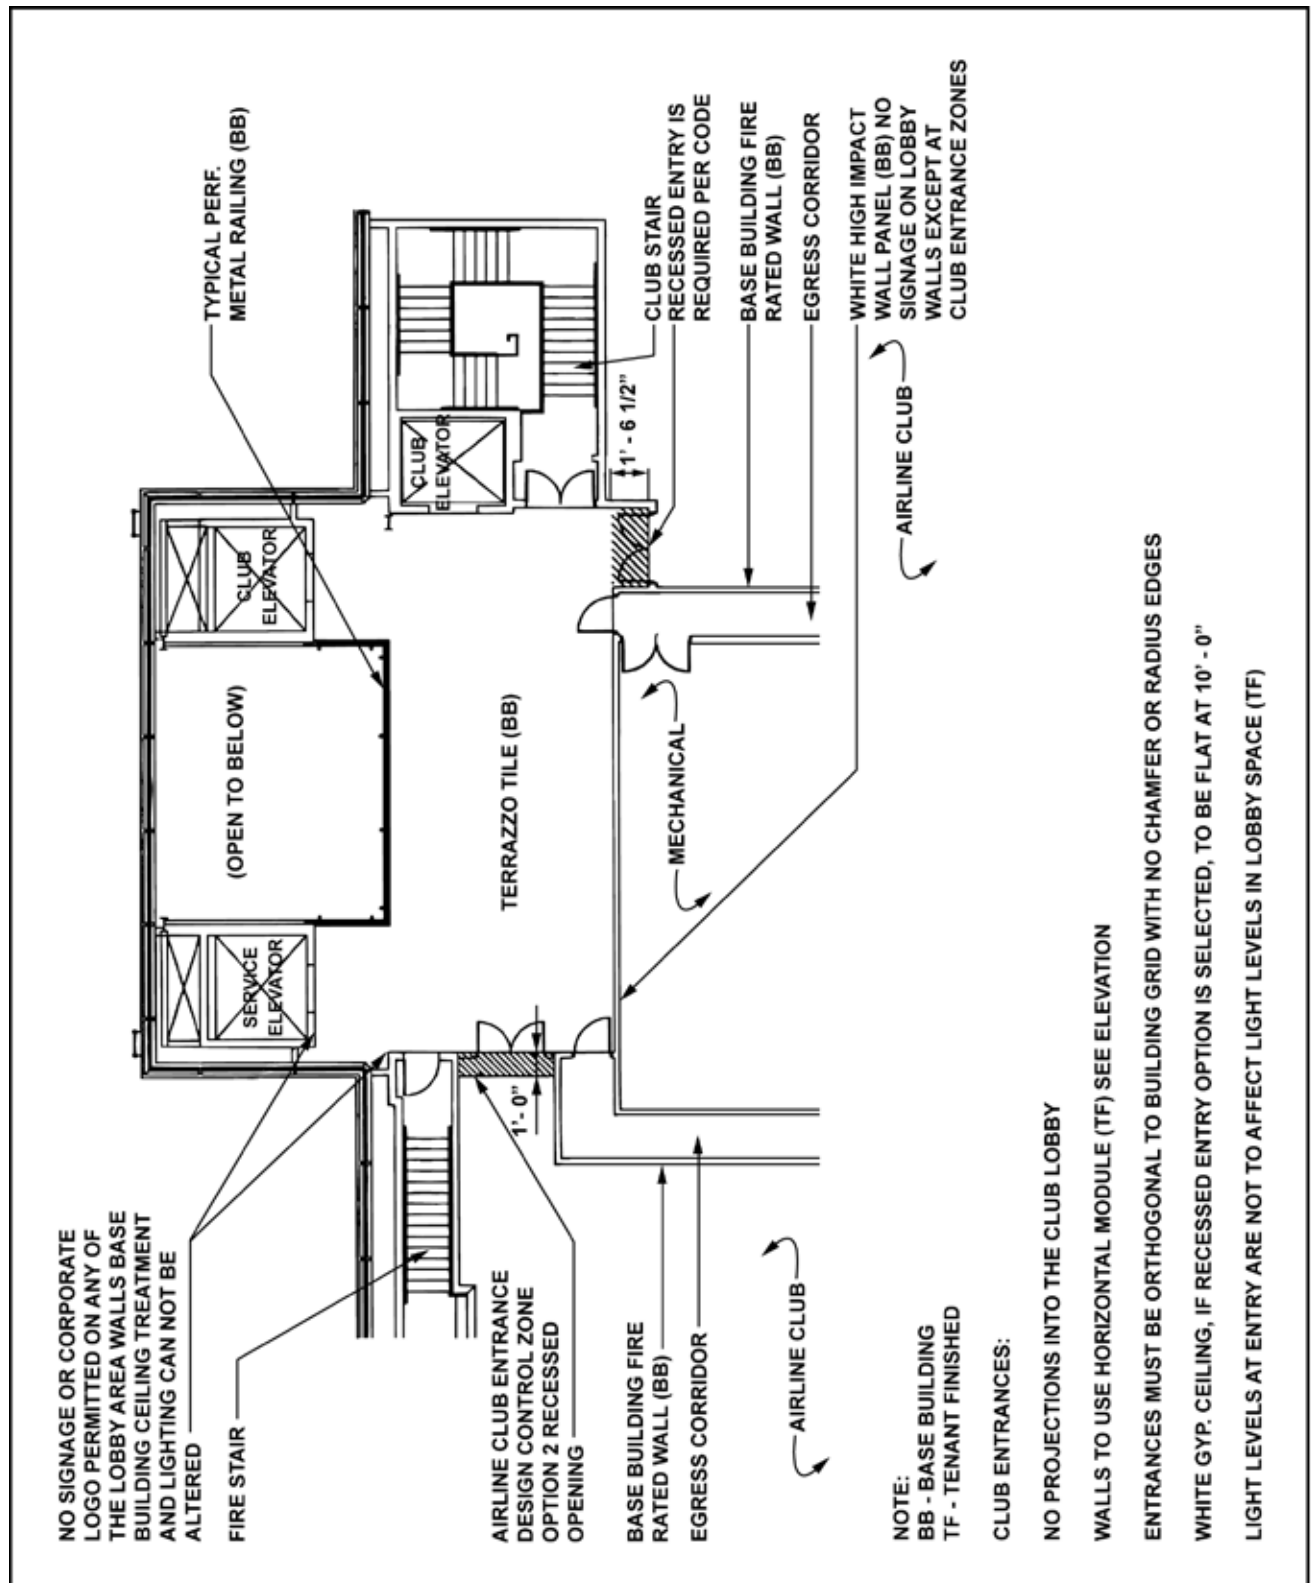 NO SIGNAGE OR CORPORATE
LOGO PERMITTED ON ANY OF
THE LOBBY AREA WALLS BASE
BUILDING CEILING TREATMENT
AND LIGHTING CAN NOT BE
ALTERED
FIRE STAIR
AIRLINE CLUB ENTRANCE
DESIGN CONTROL ZONE
OPTION 2 RECESSED
OPENING
BASE BUILDING FIRE
RATED WALL (BB)
EGRESS CORRIDOR
AIRLINE CLUB
SERVICE
ELEVATOR
(OPEN TO BELOW)
CLUB
ELEVATOR
TERRAZZO TILE (BB)
1'- 0"
MECHANICAL
CLUB
ELEVATOR
1' - 6 1/2"
TYPICAL PERF.
METAL RAILING (BB)
CLUB STAIR
RECESSED ENTRY IS
REQUIRED PER CODE
BASE BUILDING FIRE
RATED WALL (BB)
EGRESS CORRIDOR
WHITE HIGH IMPACT
WALL PANEL (BB) NO
SIGNAGE ON LOBBY
WALLS EXCEPT AT
CLUB ENTRANCE ZONES
AIRLINE CLUB
NOTE:
BB - BASE BUILDING
TF - TENANT FINISHED
CLUB ENTRANCES:
NO PROJECTIONS INTO THE CLUB LOBBY
WALLS TO USE HORIZONTAL MODULE (TF) SEE ELEVATION
ENTRANCES MUST BE ORTHOGONAL TO BUILDING GRID WITH NO CHAMFER OR RADIUS EDGES
WHITE GYP. CEILING, IF RECESSED ENTRY OPTION IS SELECTED, TO BE FLAT AT 10' - 0"
LIGHT LEVELS AT ENTRY ARE NOT TO AFFECT LIGHT LEVELS IN LOBBY SPACE (TF)